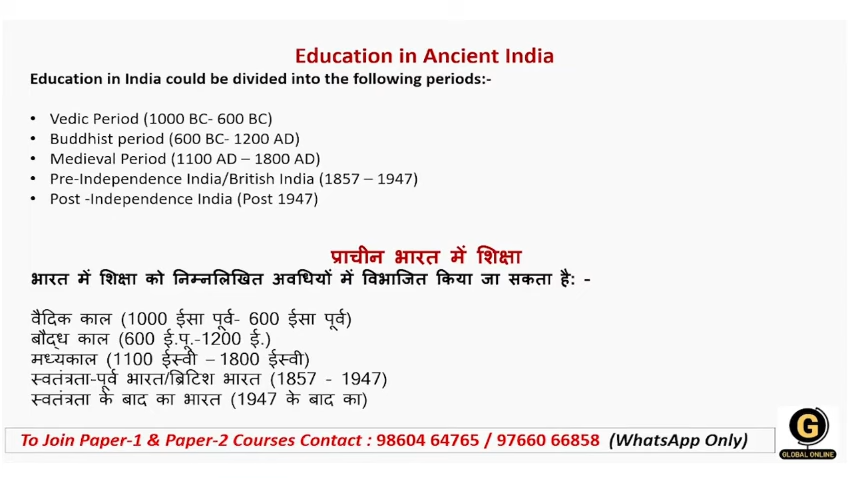 Education in Ancient India
Education in India could be divided into the following periods:-
• Vedic Period (1000 BC- 600 BC)
• Buddhist period (600 BC- 1200 AD)
• Medieval Period (1100 AD – 1800 AD)
• Pre-Independence India/British India (1857 – 1947)
• Post -Independence India (Post 1947)
प्राचीन भारत में शिक्षा
भारत में शिक्षा को निम्नलिखित अवधियों में विभाजित किया जा सकता है: -
वैदिक काल (1000 ईसा पूर्व- 600 ईसा पूर्व)
बौद्ध काल (600 ई.पू.-1200 ई.)
मध्यकाल (1100 ईस्वी – 1800 ईस्वी)
स्वतंत्रता-पूर्व भारत/ब्रिटिश भारत (1857 - 1947)
स्वतंत्रता के बाद का भारत (1947 के बाद का)
To Join Paper-1 & Paper-2 Courses Contact : 98604 64765 / 97660 66858 (WhatsApp Only)
G
GLOBAL ONLINE